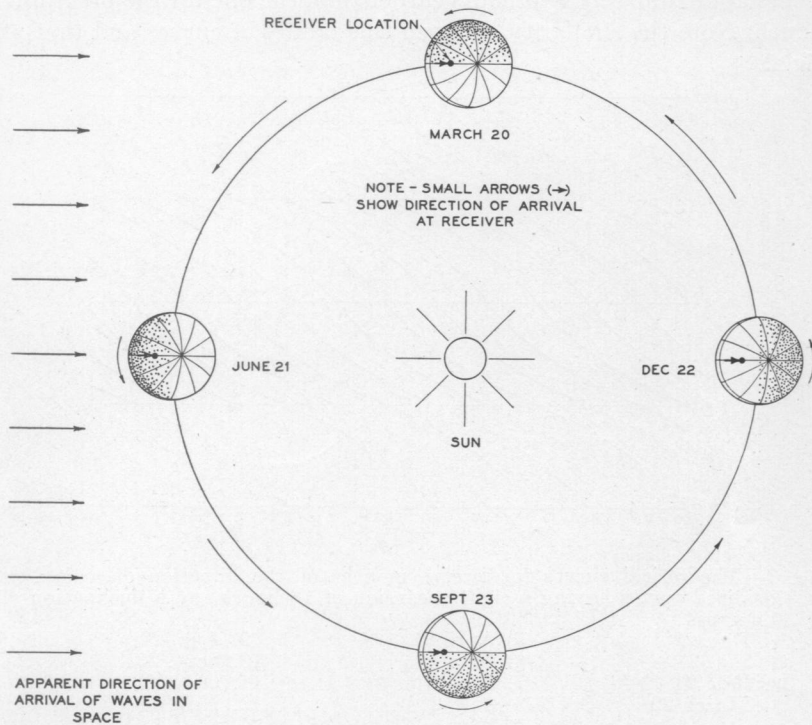 RECEIVER LOCATION
MARCH 20
NOTE - SMALL ARROWS (→)
SHOW DIRECTION OF ARRIVAL
AT RECEIVER
JUNE 21
DEC 22
SUN
SEPT 23
APPARENT DIRECTION OF
ARRIVAL OF WAVES IN
SPACE